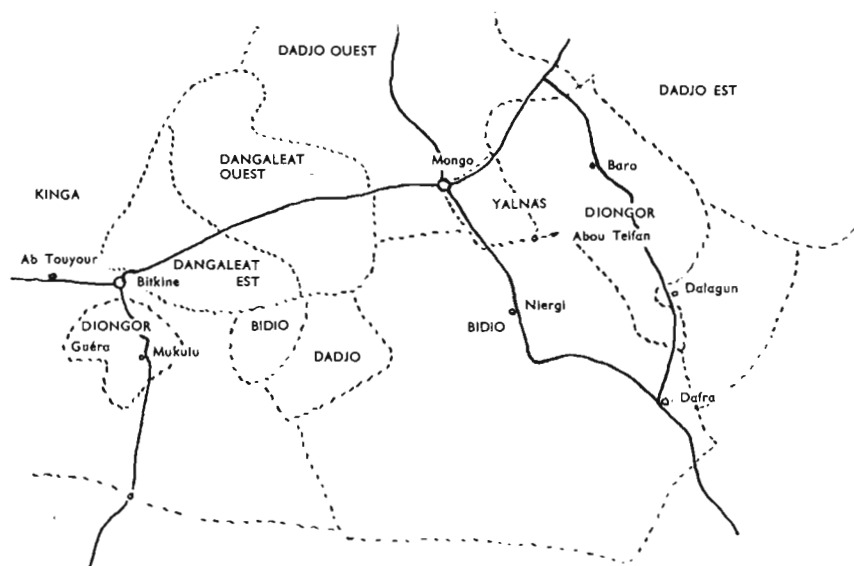 DADJO OUEST
DADJO EST
DANGALEAT
OUEST
Mongo
Baro
KINGA
YALNAS
DIONGOR
Abou Telfan
Ab Touyour
DANGALEAT
EST
Bitkine
Dalagun
DIONGOR
Guéra
BIDIO
Niergi
BIDIO
Mukulu
DADJO
Dafra